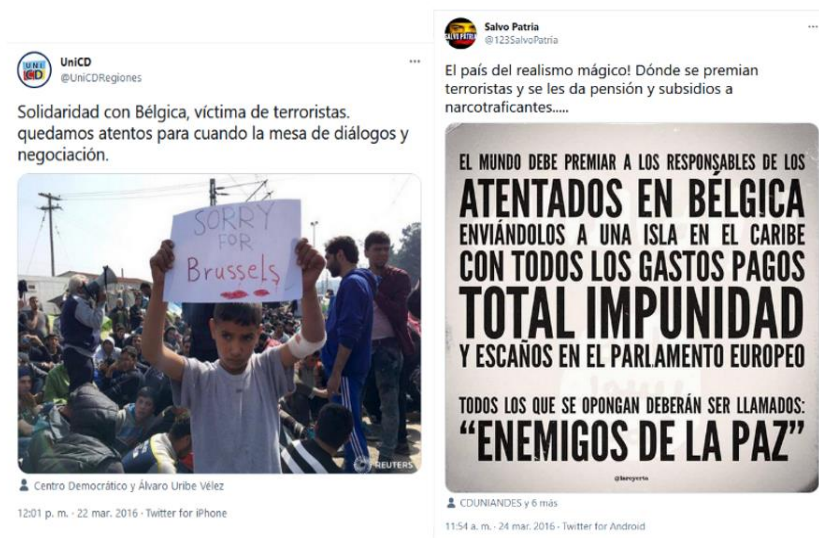 UNI
CD
UniCD
@UniCDRegiones
Solidaridad con Bélgica, víctima de terroristas.
quedamos atentos para cuando la mesa de diálogos y
negociación.
SORRY
FOR
Brussels
REUTERS
Centro Democrático y Álvaro Uribe Vélez
12:01 p. m. · 22 mar. 2016 · Twitter for iPhone
SALVO PATRIA
Salvo Patria
@123SalvoPatria
El país del realismo mágico! Dónde se premian
terroristas y se les da pensión y subsidios a
narcotraficantes.....
EL MUNDO DEBE PREMIAR A LOS RESPONSABLES DE LOS
ATENTADOS EN BÉLGICA
ENVIÁNDOLOS A UNA ISLA EN EL CARIBE
CON TODOS LOS GASTOS PAGOS
TOTAL IMPUNIDAD
Y ESCAÑOS EN EL PARLAMENTO EUROPEO
TODOS LOS QUE SE OPONGAN DEBERÁN SER LLAMADOS:
“ENEMIGOS DE LA PAZ”
CDUNIANDES y 6 más
11:54 a. m. · 24 mar. 2016 · Twitter for Android